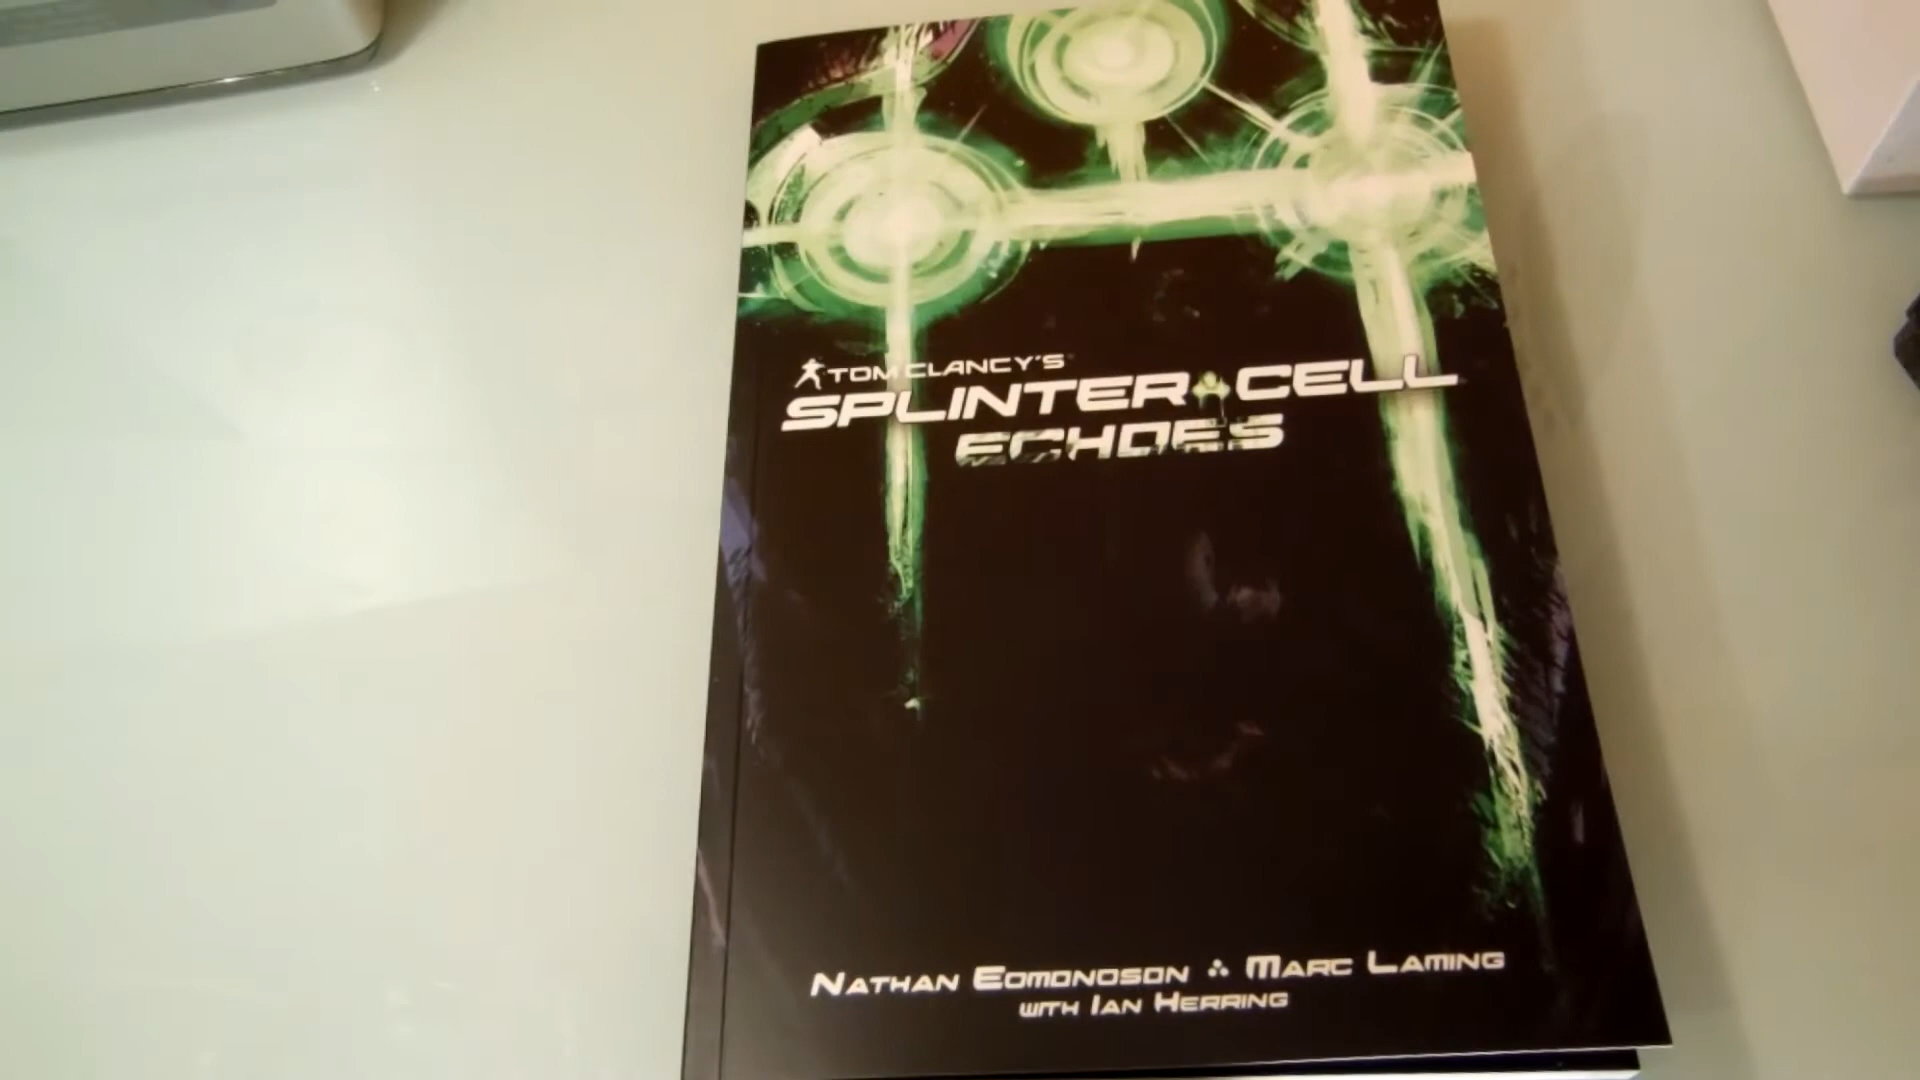 TOM CLANCY'S
SPLINTER CELL
ECHOES
NATHAN EDMONDSON ∴ MARC LAMING
WITH IAN HERRING